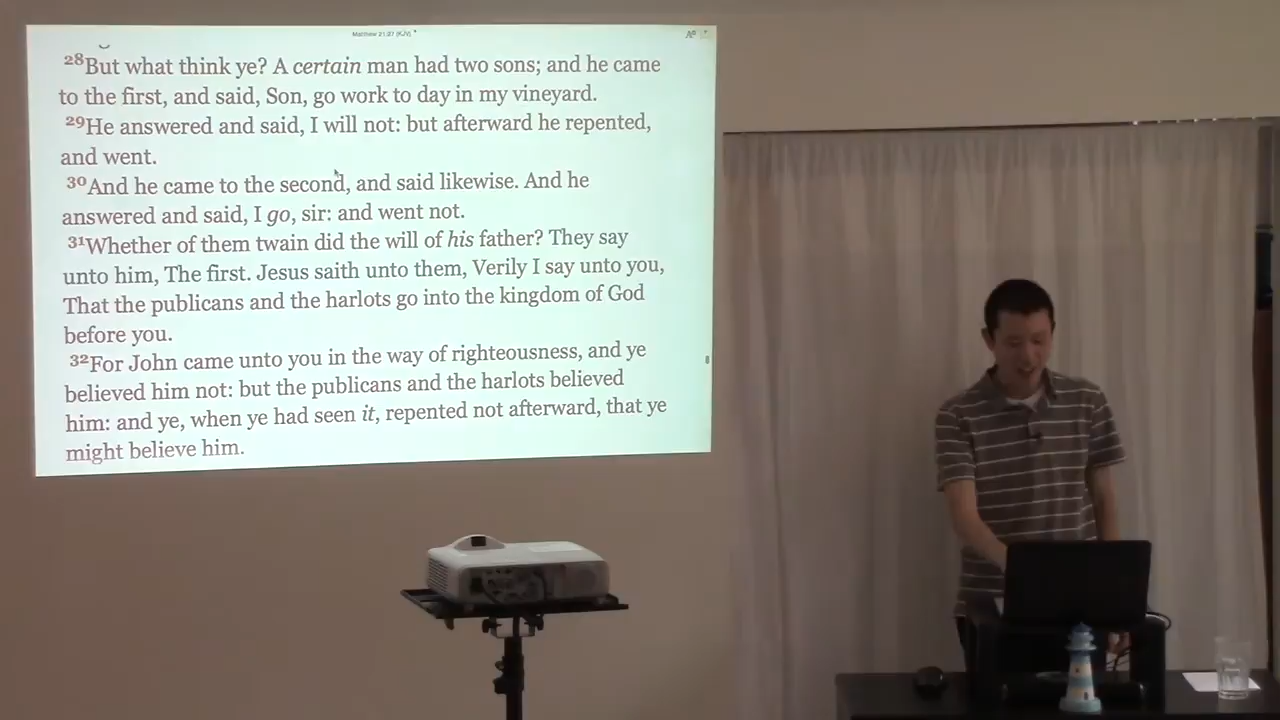 Matthew 21:27 (KJV)
28But what think ye? A certain man had two sons; and he came
to the first, and said, Son, go work to day in my vineyard.
29He answered and said, I will not: but afterward he repented,
and went.
30And he came to the second, and said likewise. And he
answered and said, I go, sir: and went not.
31Whether of them twain did the will of his father? They say
unto him, The first. Jesus saith unto them, Verily I say unto you,
That the publicans and the harlots go into the kingdom of God
before you.
32For John came unto you in the way of righteousness, and ye
believed him not: but the publicans and the harlots believed
him: and ye, when ye had seen it, repented not afterward, that ye
might believe him.